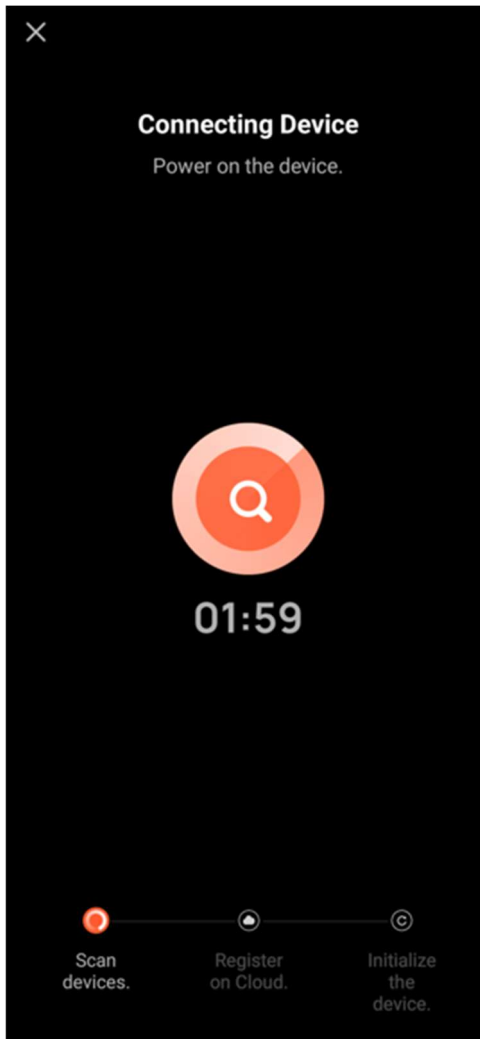 Connecting Device
Power on the device.
01:59
Scan
devices.
Register
on Cloud.
Initialize
the
device.